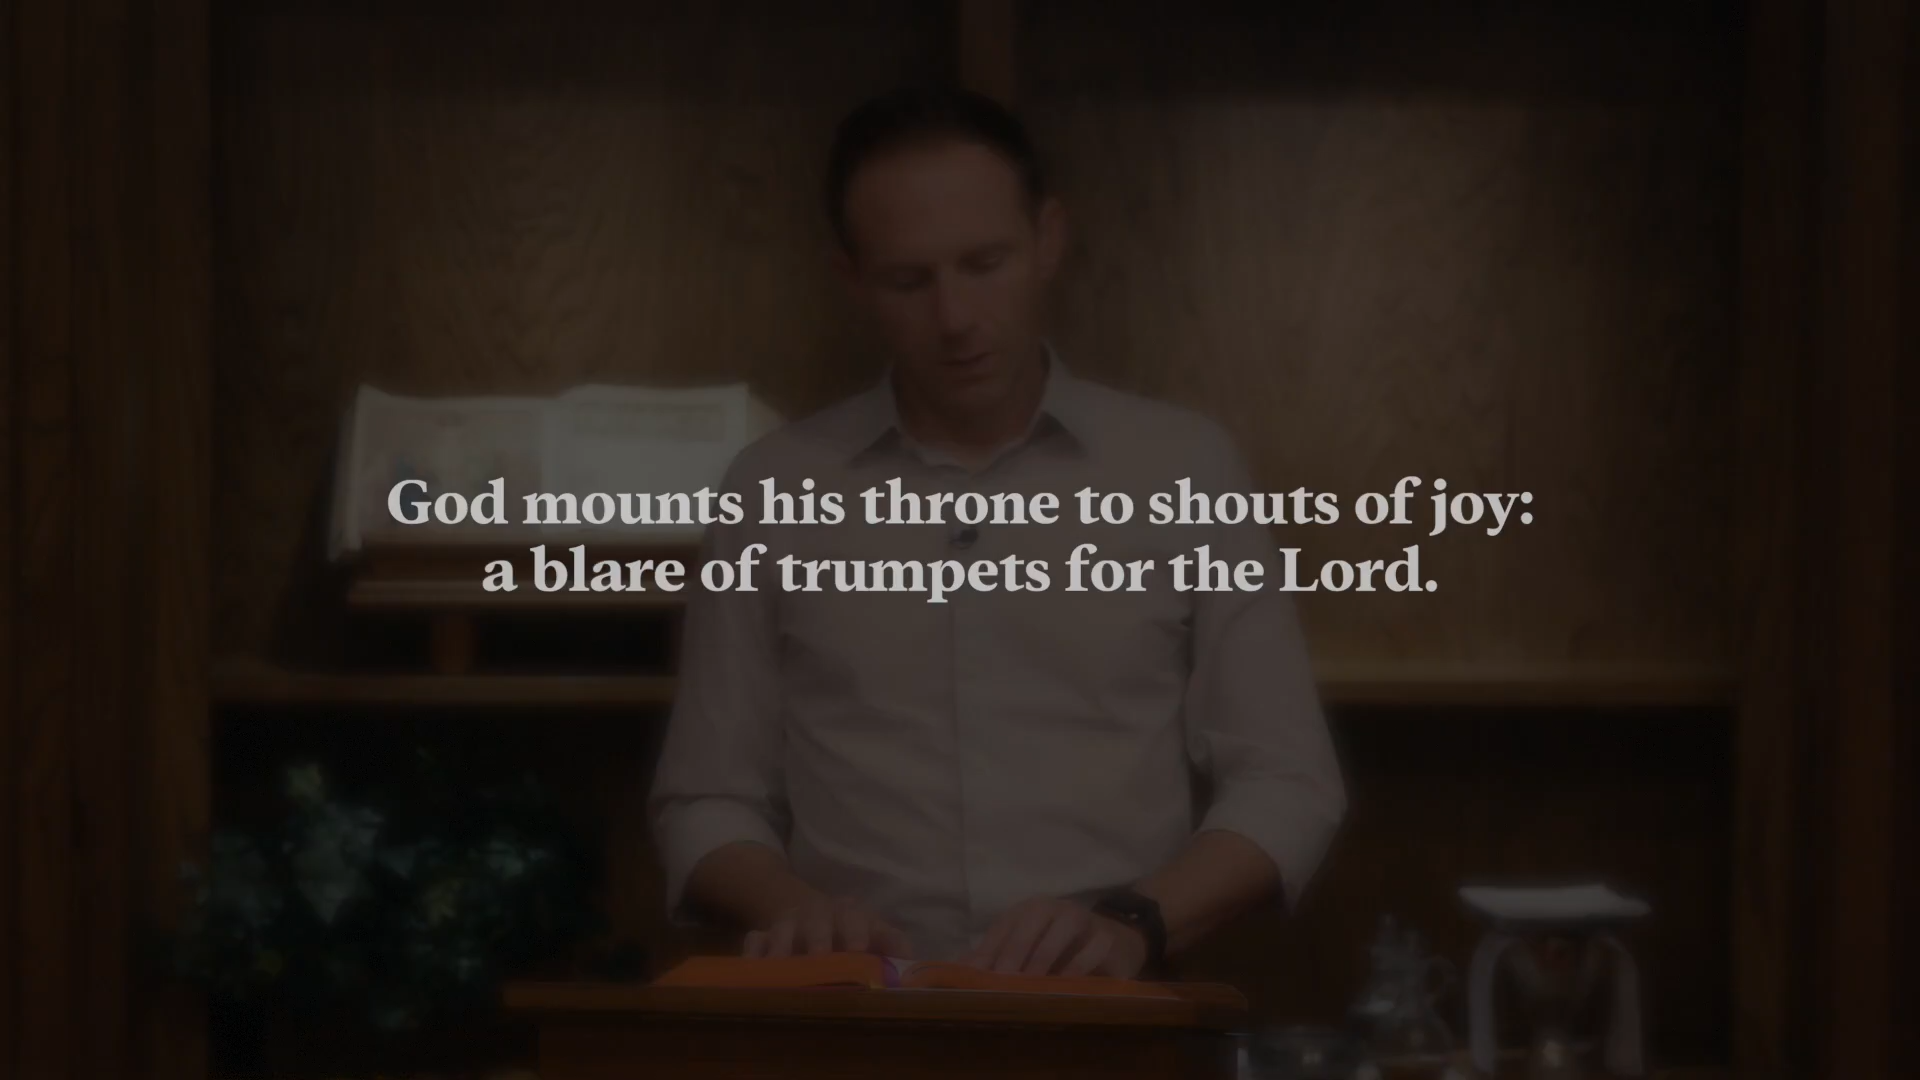 God mounts his throne to shouts of joy:
a blare of trumpets for the Lord.